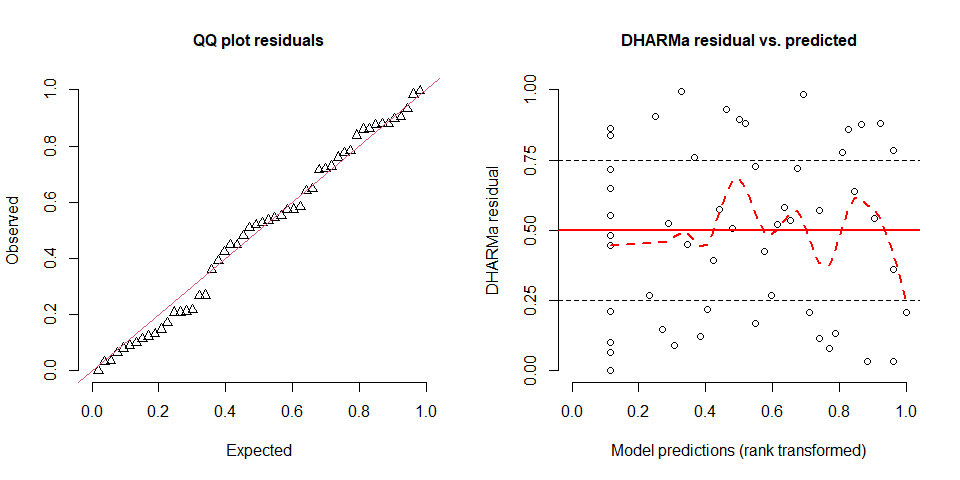 QQ plot residuals
Observed
0.0 0.2 0.4 0.6 0.8 1.0
0.0 0.2 0.4 0.6 0.8 1.0
Expected
DHARMa residual vs. predicted
DHARMa residual
0.00 0.25 0.50 0.75 1.00
0.0 0.2 0.4 0.6 0.8 1.0
Model predictions (rank transformed)